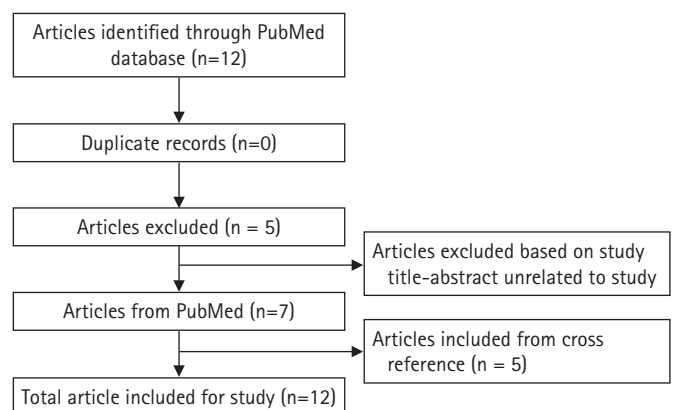 Articles identified through PubMed
database (n=12)
Duplicate records (n=0)
Articles excluded (n = 5)
Articles excluded based on study
title-abstract unrelated to study
Articles from PubMed (n=7)
Articles included from cross
reference (n = 5)
Total article included for study (n=12)